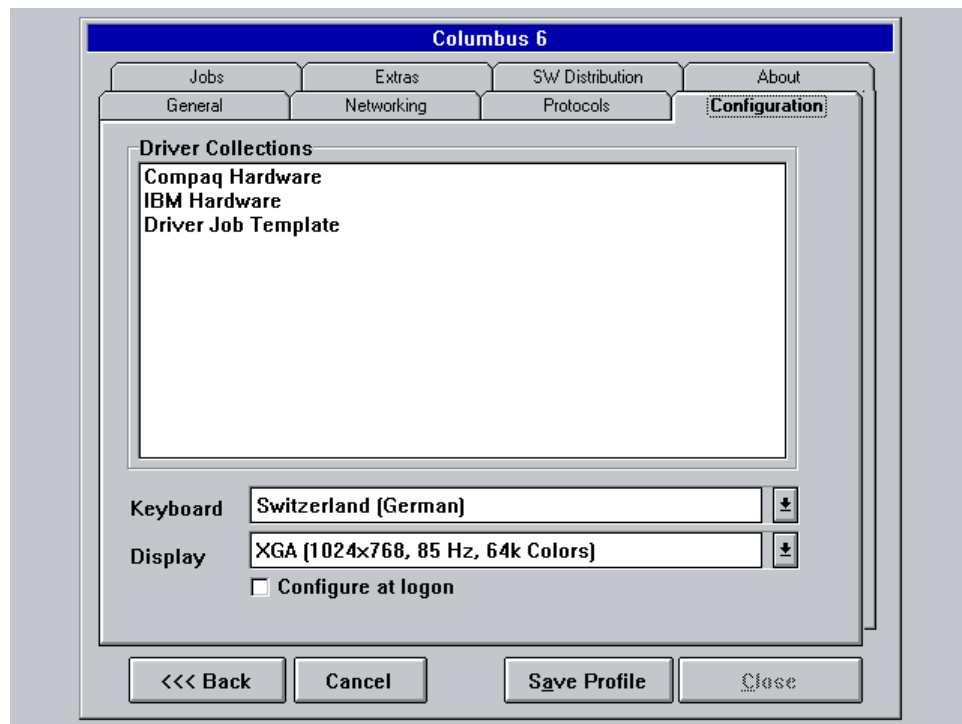 Columbus 6
Jobs Extras SW Distribution About
General Networking Protocols Configuration
Driver Collections
Compaq Hardware
IBM Hardware
Driver Job Template
Keyboard Switzerland (German)
Display XGA (1024x768, 85 Hz, 64k Colors)
Configure at logon
<<< Back Cancel Save Profile Close